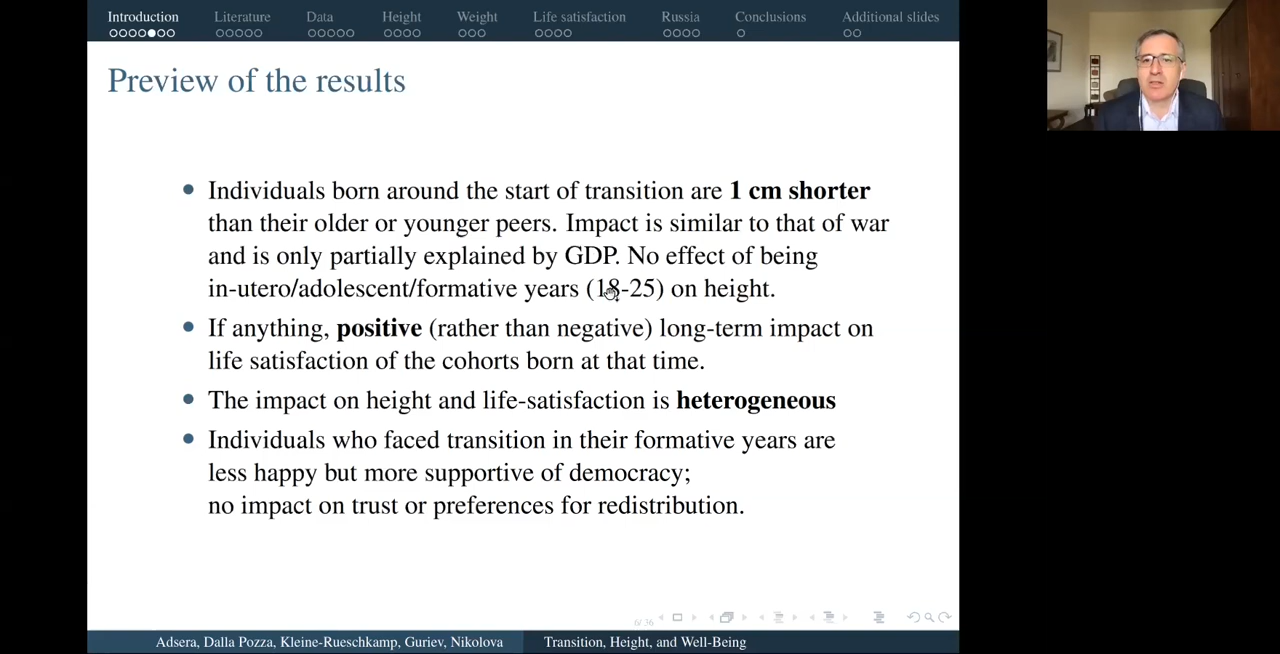 Introduction Literature Data Height Weight Life satisfaction Russia Conclusions Additional slides
Preview of the results
Individuals born around the start of transition are 1 cm shorter
than their older or younger peers. Impact is similar to that of war
and is only partially explained by GDP. No effect of being
in-utero/adolescent/formative years (18-25) on height.
If anything, positive (rather than negative) long-term impact on
life satisfaction of the cohorts born at that time.
The impact on height and life-satisfaction is heterogeneous
Individuals who faced transition in their formative years are
less happy but more supportive of democracy;
no impact on trust or preferences for redistribution.
6/36
Adsera, Dalla Pozza, Kleine-Rueschkamp, Guriev, Nikolova Transition, Height, and Well-Being